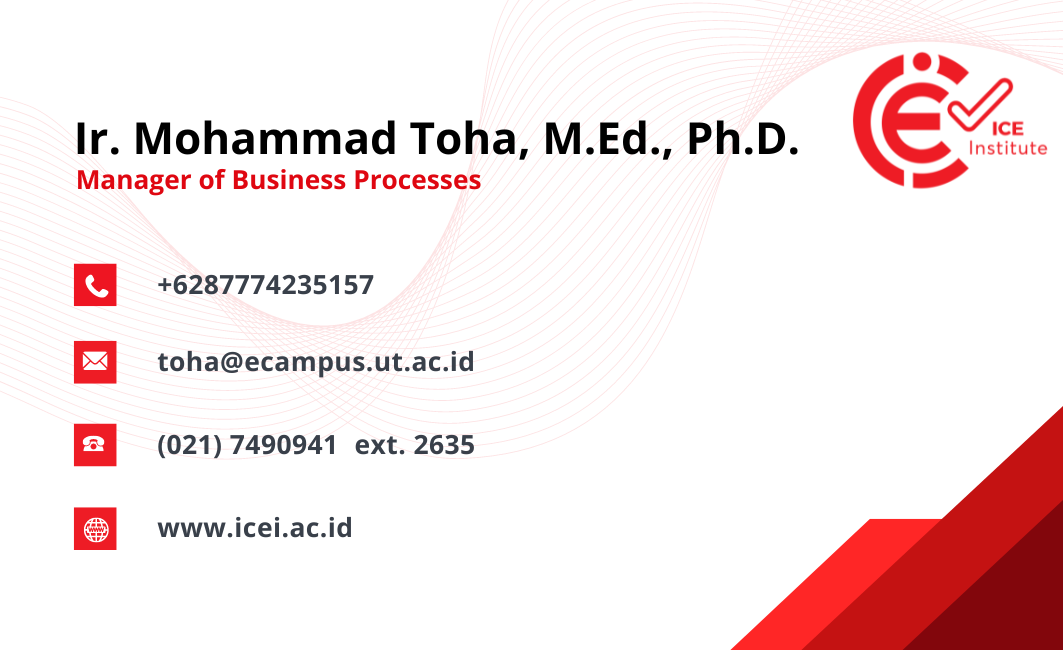 Ir. Mohammad Toha, M.Ed., Ph.D.
Manager of Business Processes
ICE
Institute
+6287774235157
toha@ecampus.ut.ac.id
(021) 7490941 ext. 2635
www.icei.ac.id